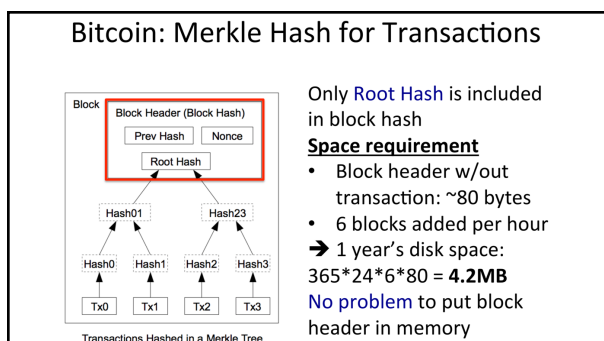 Bitcoin: Merkle Hash for Transactions
Block
Block Header (Block Hash)
Prev Hash
Nonce
Root Hash
Hash01
Hash23
Hash0
Hash1
Hash2
Hash3
Tx0
Tx1
Tx2
Tx3
Transactions Hashed in a Merkle Tree
Only Root Hash is included
in block hash
Space requirement
• Block header w/out
transaction: ~80 bytes
• 6 blocks added per hour
➔ 1 year's disk space:
365*24*6*80 = 4.2MB
No problem to put block
header in memory